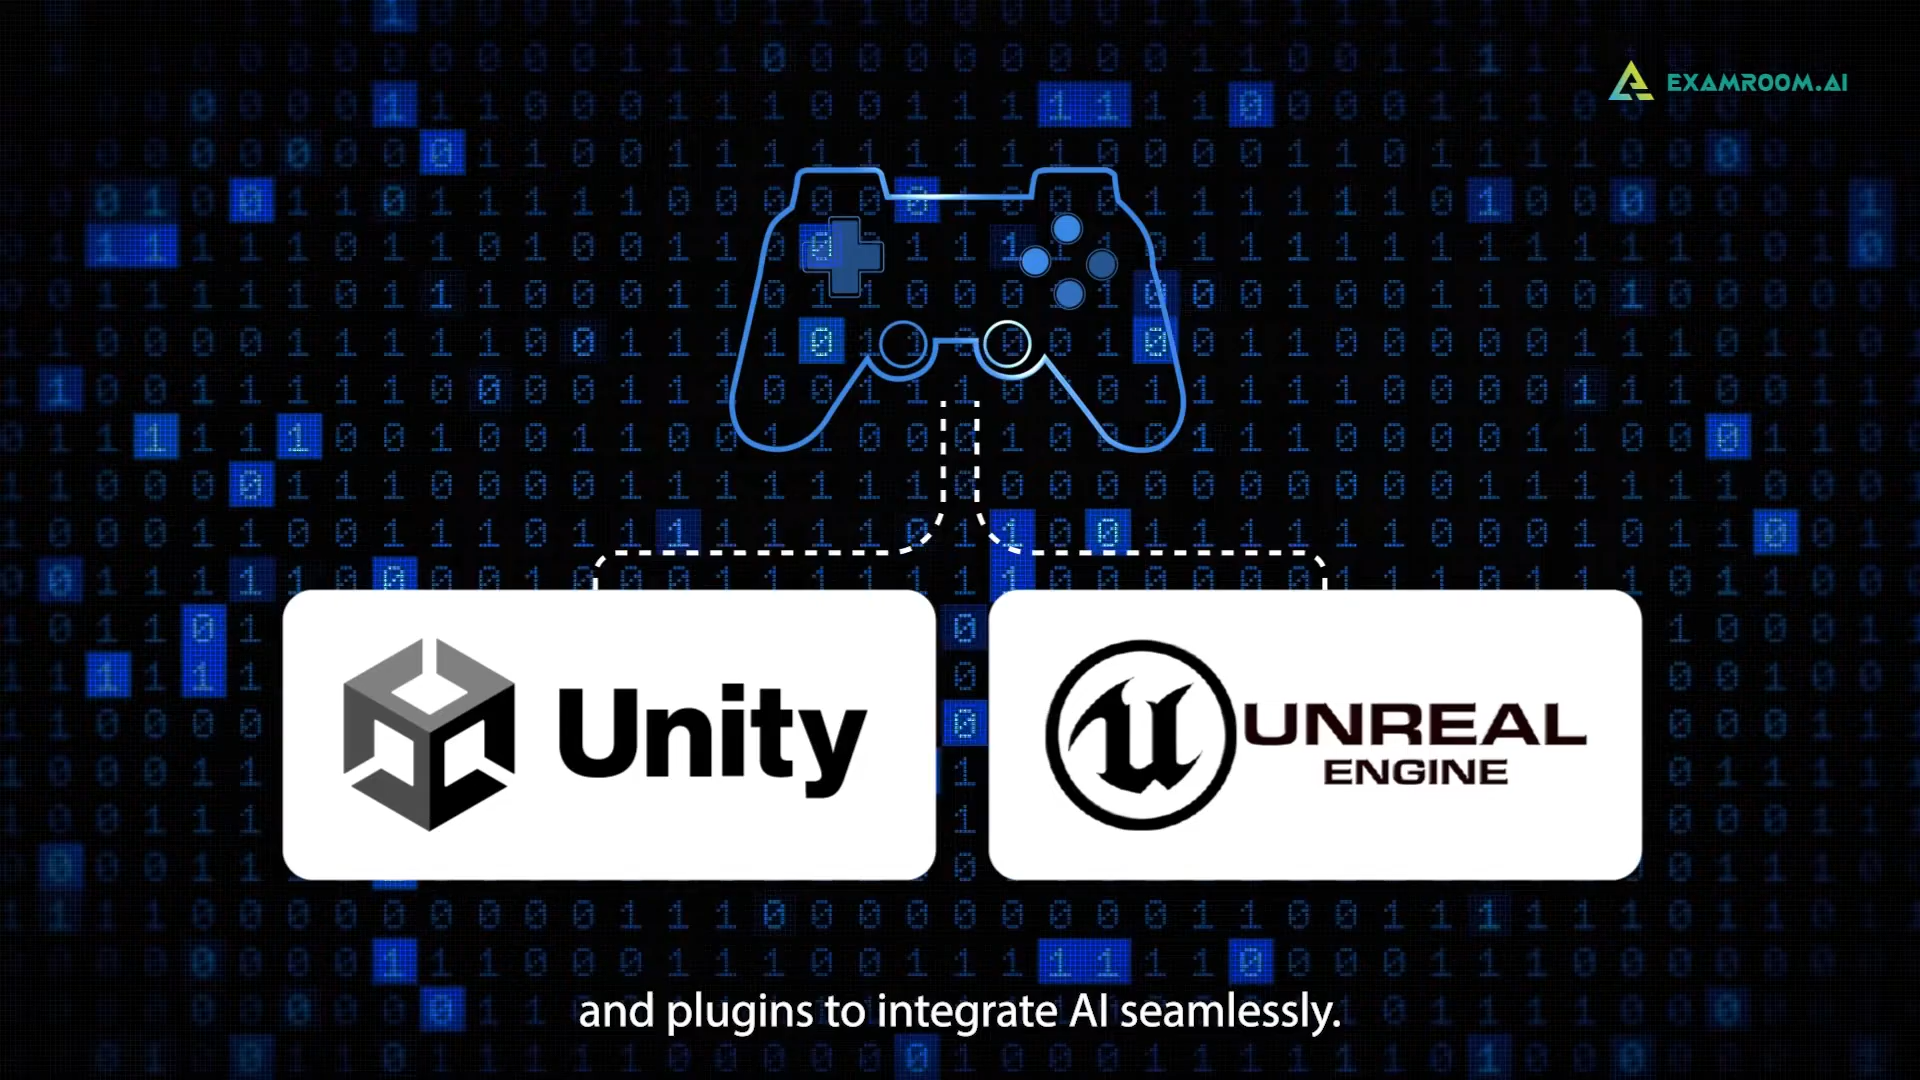 EXAMROOM.AI
Unity
UNREAL
ENGINE
and plugins to integrate AI seamlessly.